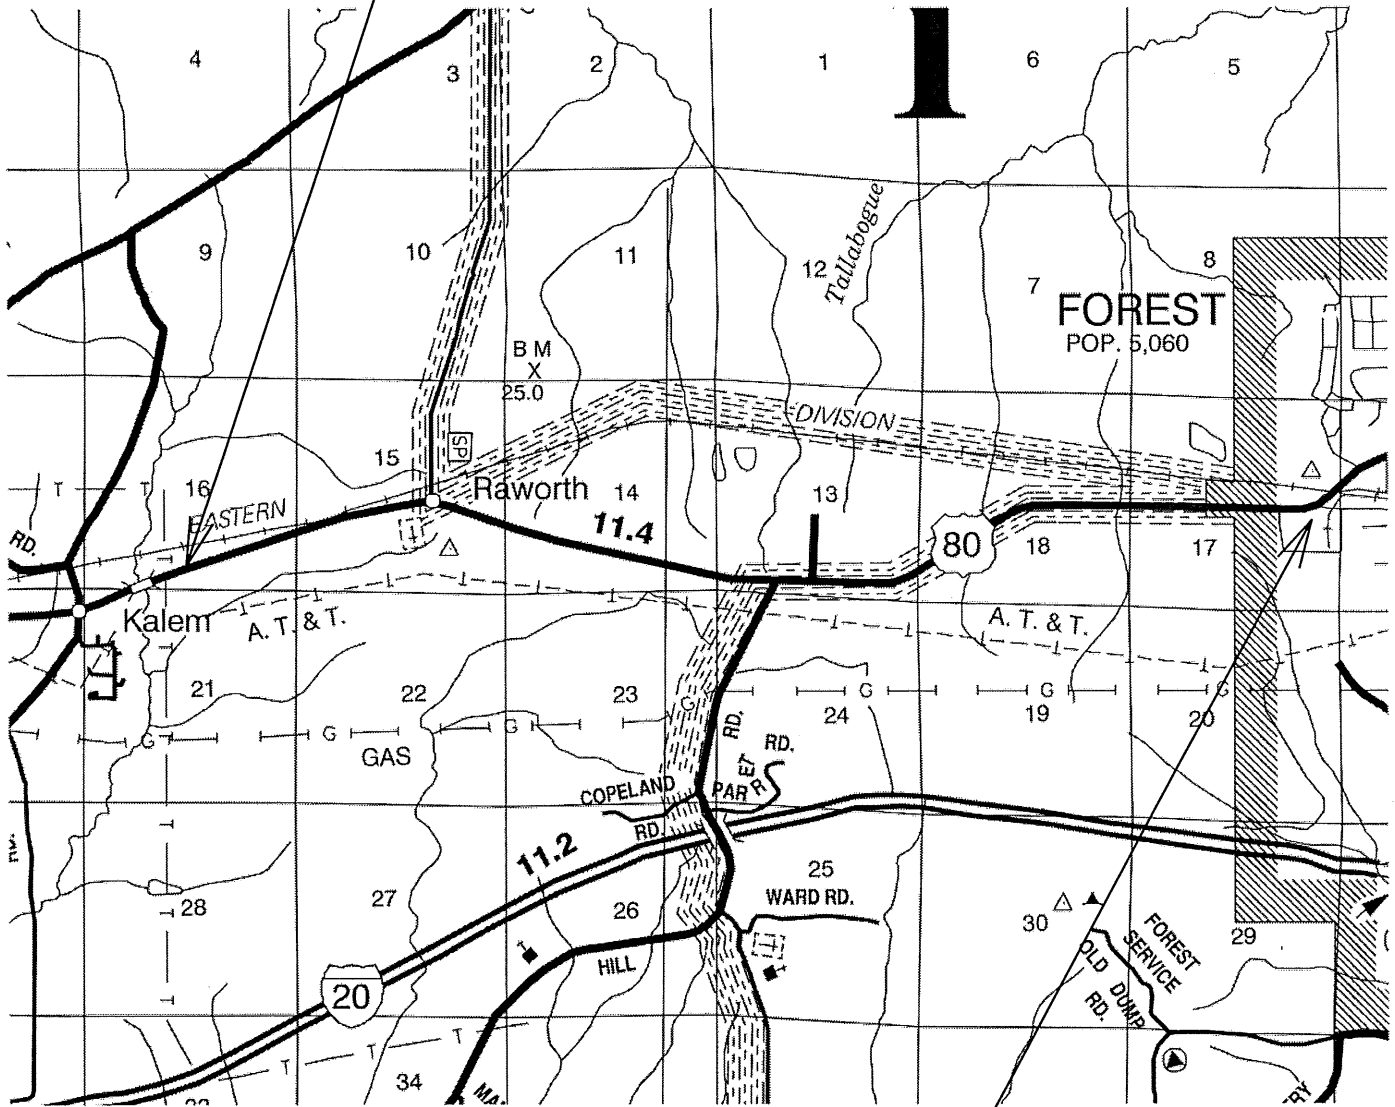 1
4
3
2
1
6
5
9
10
11
12
Tallabogue
7
8
FOREST
POP. 5,060
B M
X
25.0
DIVISION
15
SP
Raworth
14
13
T
T
16
EASTERN
11.4
80
18
17
RD.
Kalem
A. T. & T.
A. T. & T.
21
22
23
G
G
G
G
24
19
20
G
G
G
GAS
RD.
RD.
COPELAND
PARRET
RD.
11.2
25
WARD RD.
27
26
28
30
29
HILL
20
FOREST
SERVICE
OLD DUMP
RD.
T
T
T
34
33